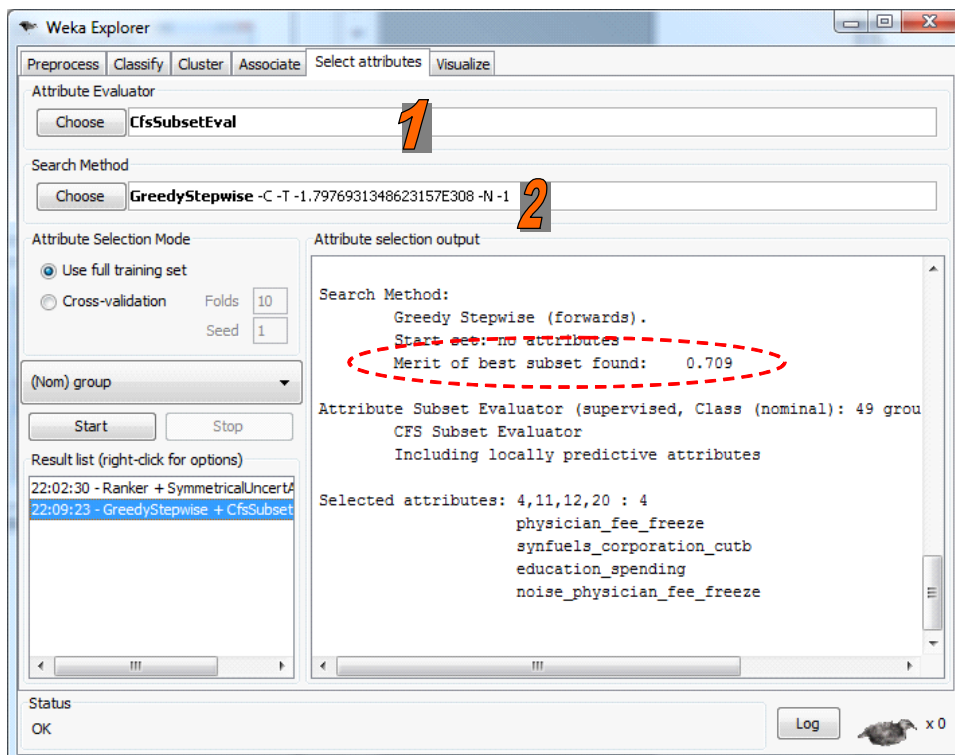 Weka Explorer
Preprocess Classify Cluster Associate Select attributes Visualize
Attribute Evaluator
Choose CfsSubsetEval
1
Search Method
Choose GreedyStepwise -C -T -1.7976931348623157E308 -N -1
2
Attribute Selection Mode
Use full training set
Cross-validation Folds 10
Seed 1
(Nom) group
Start Stop
Result list (right-click for options)
22:02:30 - Ranker + SymmetricalUncertA
22:09:23 - GreedyStepwise + CfsSubset
Attribute selection output
Search Method:
Greedy Stepwise (forwards).
Start set: no attributes
Merit of best subset found: 0.709
Attribute Subset Evaluator (supervised, Class (nominal): 49 grou
CFS Subset Evaluator
Including locally predictive attributes
Selected attributes: 4,11,12,20 : 4
physician_fee_freeze
synfuels_corporation_cutb
education_spending
noise_physician_fee_freeze
Status
OK
Log
x 0